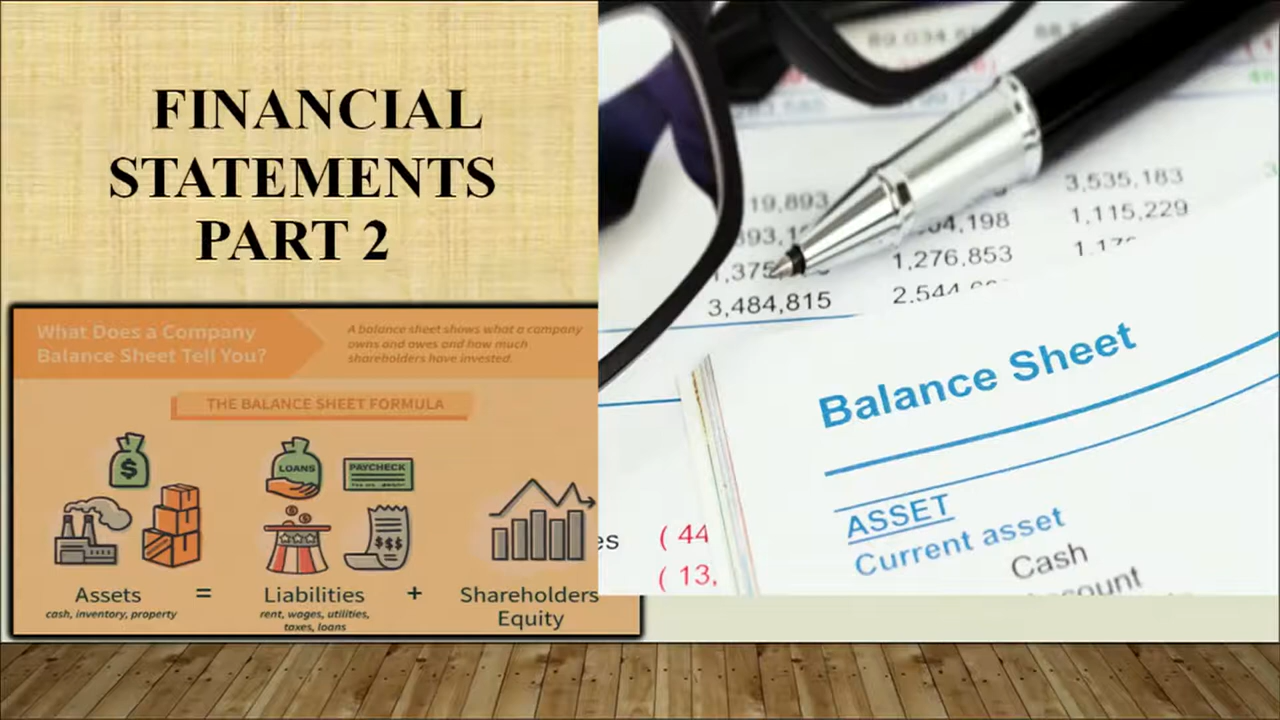 FINANCIAL
STATEMENTS
PART 2
What Does a Company
Balance Sheet Tell You?
A balance sheet shows what a company
owns and owes and how much
shareholders have invested.
THE BALANCE SHEET FORMULA
$
LOANS
PAYCHECK
$$$
Assets = Liabilities + Shareholders
Equity
cash, inventory, property
rent, wages, utilities,
taxes, loans
3,535,183
1,115,229
1,276,853
3,484,815
Balance Sheet
ASSET
Current asset
Cash
( 44
( 13,